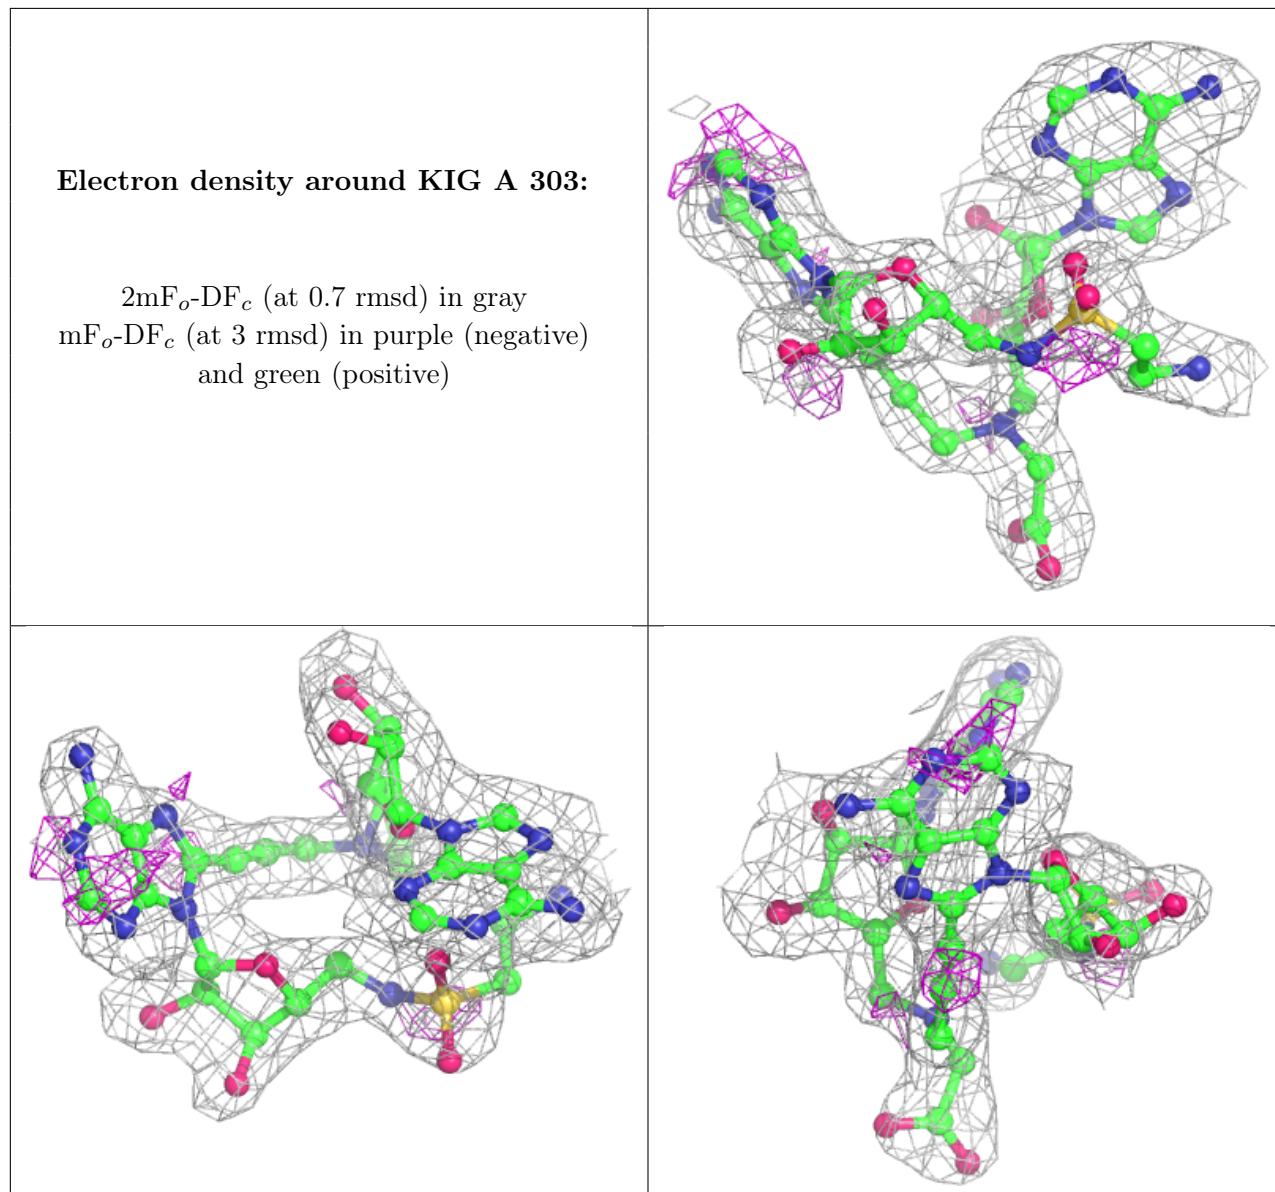 Electron density around KIG A 303:
2mFₒ-DF𝒸 (at 0.7 rmsd) in gray
mFₒ-DF𝒸 (at 3 rmsd) in purple (negative)
and green (positive)